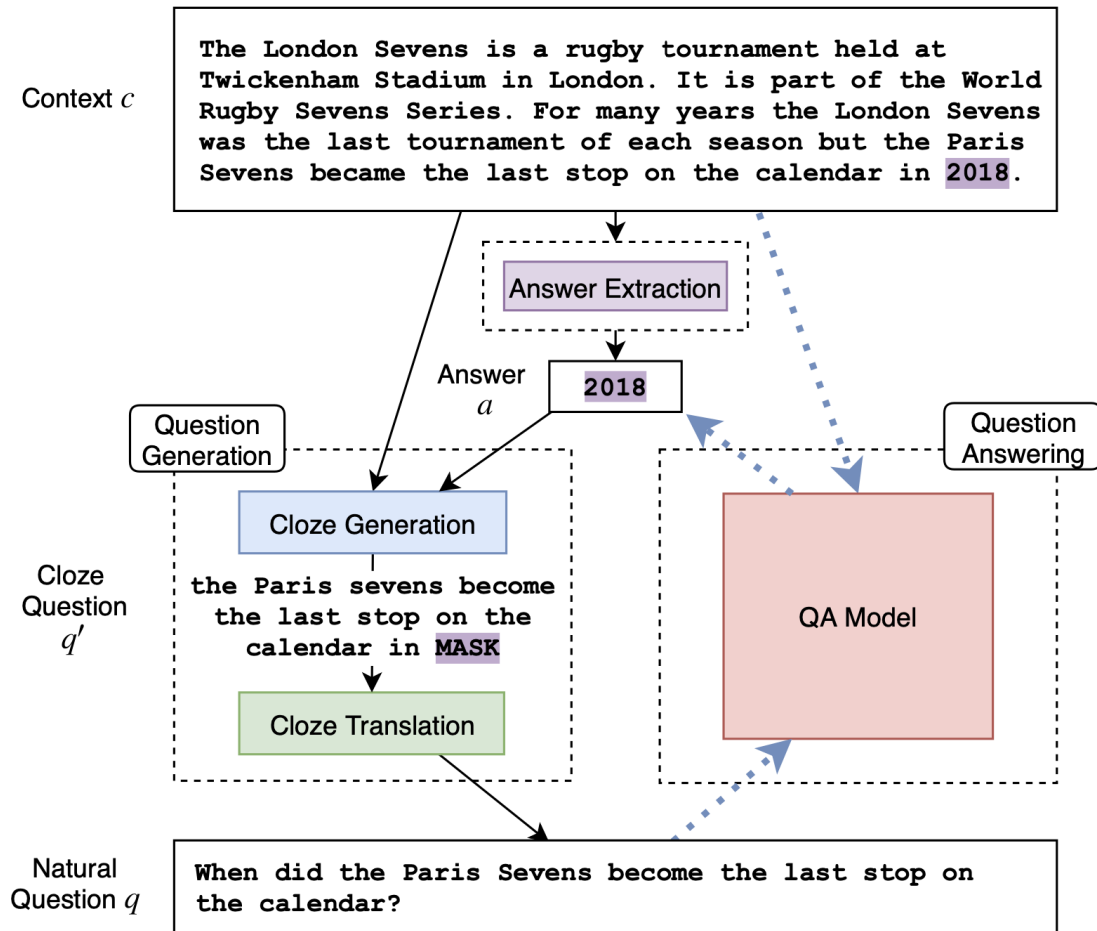 Context c
The London Sevens is a rugby tournament held at
Twickenham Stadium in London. It is part of the World
Rugby Sevens Series. For many years the London Sevens
was the last tournament of each season but the Paris
Sevens became the last stop on the calendar in 2018.
Answer Extraction
Answer
a
2018
Question
Generation
Question
Answering
Cloze Generation
Cloze
Question
q′
the Paris sevens become
the last stop on the
calendar in MASK
QA Model
Cloze Translation
Natural
Question q
When did the Paris Sevens become the last stop on
the calendar?